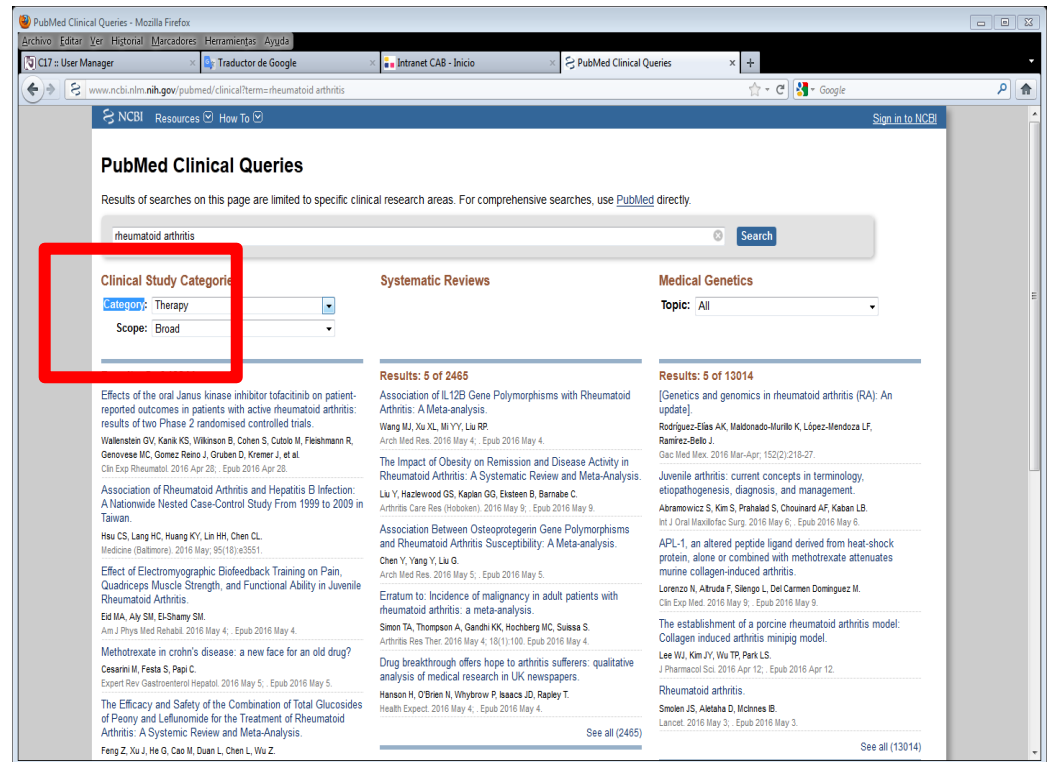 PubMed Clinical Queries - Mozilla Firefox
Archivo Editar Ver Historial Marcadores Herramientas Ayuda
C17 :: User Manager
Traductor de Google
Intranet CAB - Inicio
PubMed Clinical Queries
www.ncbi.nlm.nih.gov/pubmed/clinical?term=rheumatoid arthritis
Google
NCBI Resources How To
Sign in to NCBI
PubMed Clinical Queries
Results of searches on this page are limited to specific clinical research areas. For comprehensive searches, use PubMed directly.
rheumatoid arthritis
Search
Clinical Study Categories
Category: Therapy
Scope: Broad
Effects of the oral Janus kinase inhibitor tofacitinib on patient-
reported outcomes in patients with active rheumatoid arthritis:
results of two Phase 2 randomised controlled trials.
Wallenstein GV, Kanik KS, Wilkinson B, Cohen S, Cutolo M, Fleishmann R,
Genovese MC, Gomez Reino J, Gruben D, Kremer J, et al.
Clin Exp Rheumatol. 2016 Apr 28; . Epub 2016 Apr 28.
Association of Rheumatoid Arthritis and Hepatitis B Infection:
A Nationwide Nested Case-Control Study From 1999 to 2009 in
Taiwan.
Hsu CS, Lang HC, Huang KY, Lin HH, Chen CL.
Medicine (Baltimore). 2016 May; 95(18):e3551.
Effect of Electromyographic Biofeedback Training on Pain,
Quadriceps Muscle Strength, and Functional Ability in Juvenile
Rheumatoid Arthritis.
Eid MA, Aly SM, El-Shamy SM.
Am J Phys Med Rehabil. 2016 May 4; . Epub 2016 May 4.
Methotrexate in crohn's disease: a new face for an old drug?
Cesarini M, Festa S, Papi C.
Expert Rev Gastroenterol Hepatol. 2016 May 5; . Epub 2016 May 5.
The Efficacy and Safety of the Combination of Total Glucosides
of Peony and Leflunomide for the Treatment of Rheumatoid
Arthritis: A Systemic Review and Meta-Analysis.
Feng Z, Xu J, He G, Cao M, Duan L, Chen L, Wu Z.
Systematic Reviews
Results: 5 of 2465
Association of IL12B Gene Polymorphisms with Rheumatoid
Arthritis: A Meta-analysis.
Wang MJ, Xu XL, Mi YY, Liu RP.
Arch Med Res. 2016 May 4; . Epub 2016 May 4.
The Impact of Obesity on Remission and Disease Activity in
Rheumatoid Arthritis: A Systematic Review and Meta-Analysis.
Liu Y, Hazlewood GS, Kaplan GG, Eksteen B, Barnabe C.
Arthritis Care Res (Hoboken). 2016 May 9; . Epub 2016 May 9.
Association Between Osteoprotegerin Gene Polymorphisms
and Rheumatoid Arthritis Susceptibility: A Meta-analysis.
Chen Y, Yang Y, Liu G.
Arch Med Res. 2016 May 5; . Epub 2016 May 5.
Erratum to: Incidence of malignancy in adult patients with
rheumatoid arthritis: a meta-analysis.
Simon TA, Thompson A, Gandhi KK, Hochberg MC, Suissa S.
Arthritis Res Ther. 2016 May 4; 18(1):100. Epub 2016 May 4.
Drug breakthrough offers hope to arthritis sufferers: qualitative
analysis of medical research in UK newspapers.
Hanson H, O'Brien N, Whybrow P, Isaacs JD, Rapley T.
Health Expect. 2016 May 4; . Epub 2016 May 4.
See all (2465)
Medical Genetics
Topic: All
Results: 5 of 13014
[Genetics and genomics in rheumatoid arthritis (RA): An
update].
Rodríguez-Elías AK, Maldonado-Murillo K, López-Mendoza LF,
Ramírez-Bello J.
Gac Med Mex. 2016 Mar-Apr; 152(2):218-27.
Juvenile arthritis: current concepts in terminology,
etiopathogenesis, diagnosis, and management.
Abramowicz S, Kim S, Prahalad S, Chouinard AF, Kaban LB.
Int J Oral Maxillofac Surg. 2016 May 6; . Epub 2016 May 6.
APL-1, an altered peptide ligand derived from heat-shock
protein, alone or combined with methotrexate attenuates
murine collagen-induced arthritis.
Lorenzo N, Altruda F, Silengo L, Del Carmen Dominguez M.
Clin Exp Med. 2016 May 9; . Epub 2016 May 9.
The establishment of a porcine rheumatoid arthritis model:
Collagen induced arthritis minipig model.
Lee WJ, Kim JY, Wu TP, Park LS.
J Pharmacol Sci. 2016 Apr 12; . Epub 2016 Apr 12.
Rheumatoid arthritis.
Smolen JS, Aletaha D, McInnes IB.
Lancet. 2016 May 3; . Epub 2016 May 3.
See all (13014)